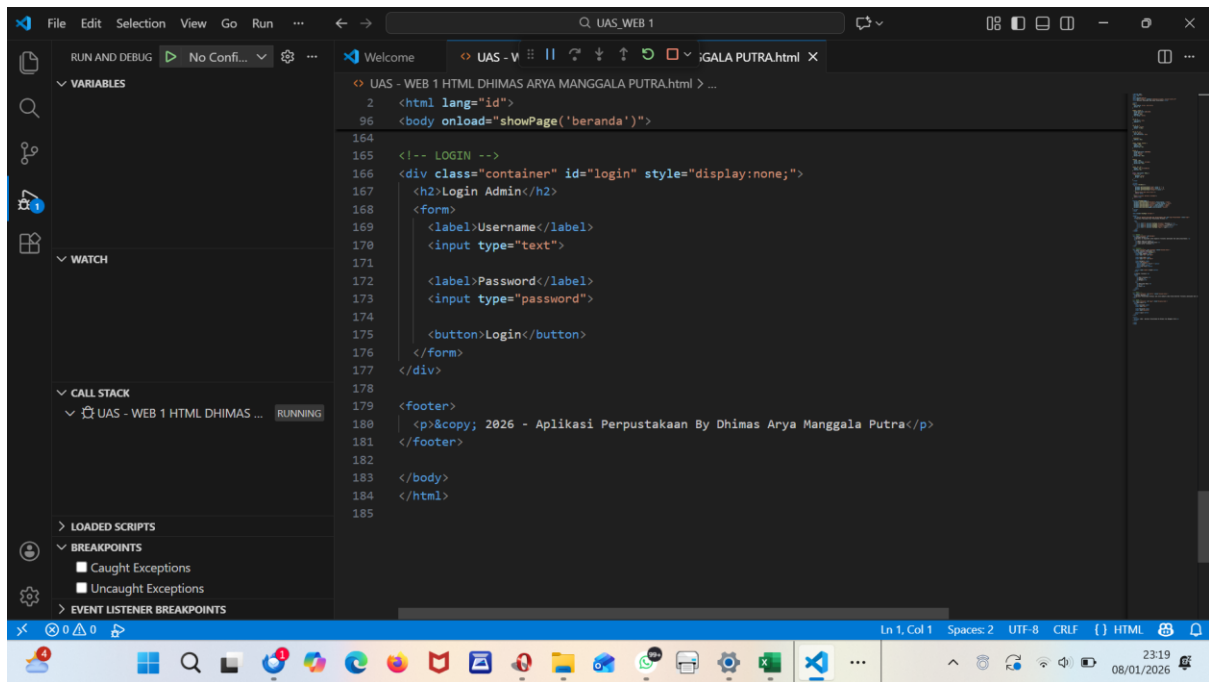 File Edit Selection View Go Run ··· UAS_WEB 1
RUN AND DEBUG No Confi... ···
Welcome UAS - W GGALA PUTRA.html
VARIABLES
UAS - WEB 1 HTML DHIMAS ARYA MANGGALA PUTRA.html > ...
2 <html lang="id">
96 <body onload="showPage('beranda')">
164
165 <!-- LOGIN -->
166 <div class="container" id="login" style="display:none;">
167 <h2>Login Admin</h2>
168 <form>
169 <label>Username</label>
170 <input type="text">
171
172 <label>Password</label>
173 <input type="password">
174
175 <button>Login</button>
176 </form>
177 </div>
178
179 <footer>
180 <p>&copy; 2026 - Aplikasi Perpustakaan By Dhimas Arya Manggala Putra</p>
181 </footer>
182
183 </body>
184 </html>
185
1
WATCH
CALL STACK
UAS - WEB 1 HTML DHIMAS ... RUNNING
LOADED SCRIPTS
BREAKPOINTS
Caught Exceptions
Uncaught Exceptions
EVENT LISTENER BREAKPOINTS
0 0 Ln 1, Col 1 Spaces: 2 UTF-8 CRLF {} HTML
4 1 99+ ··· 23:19
08/01/2026